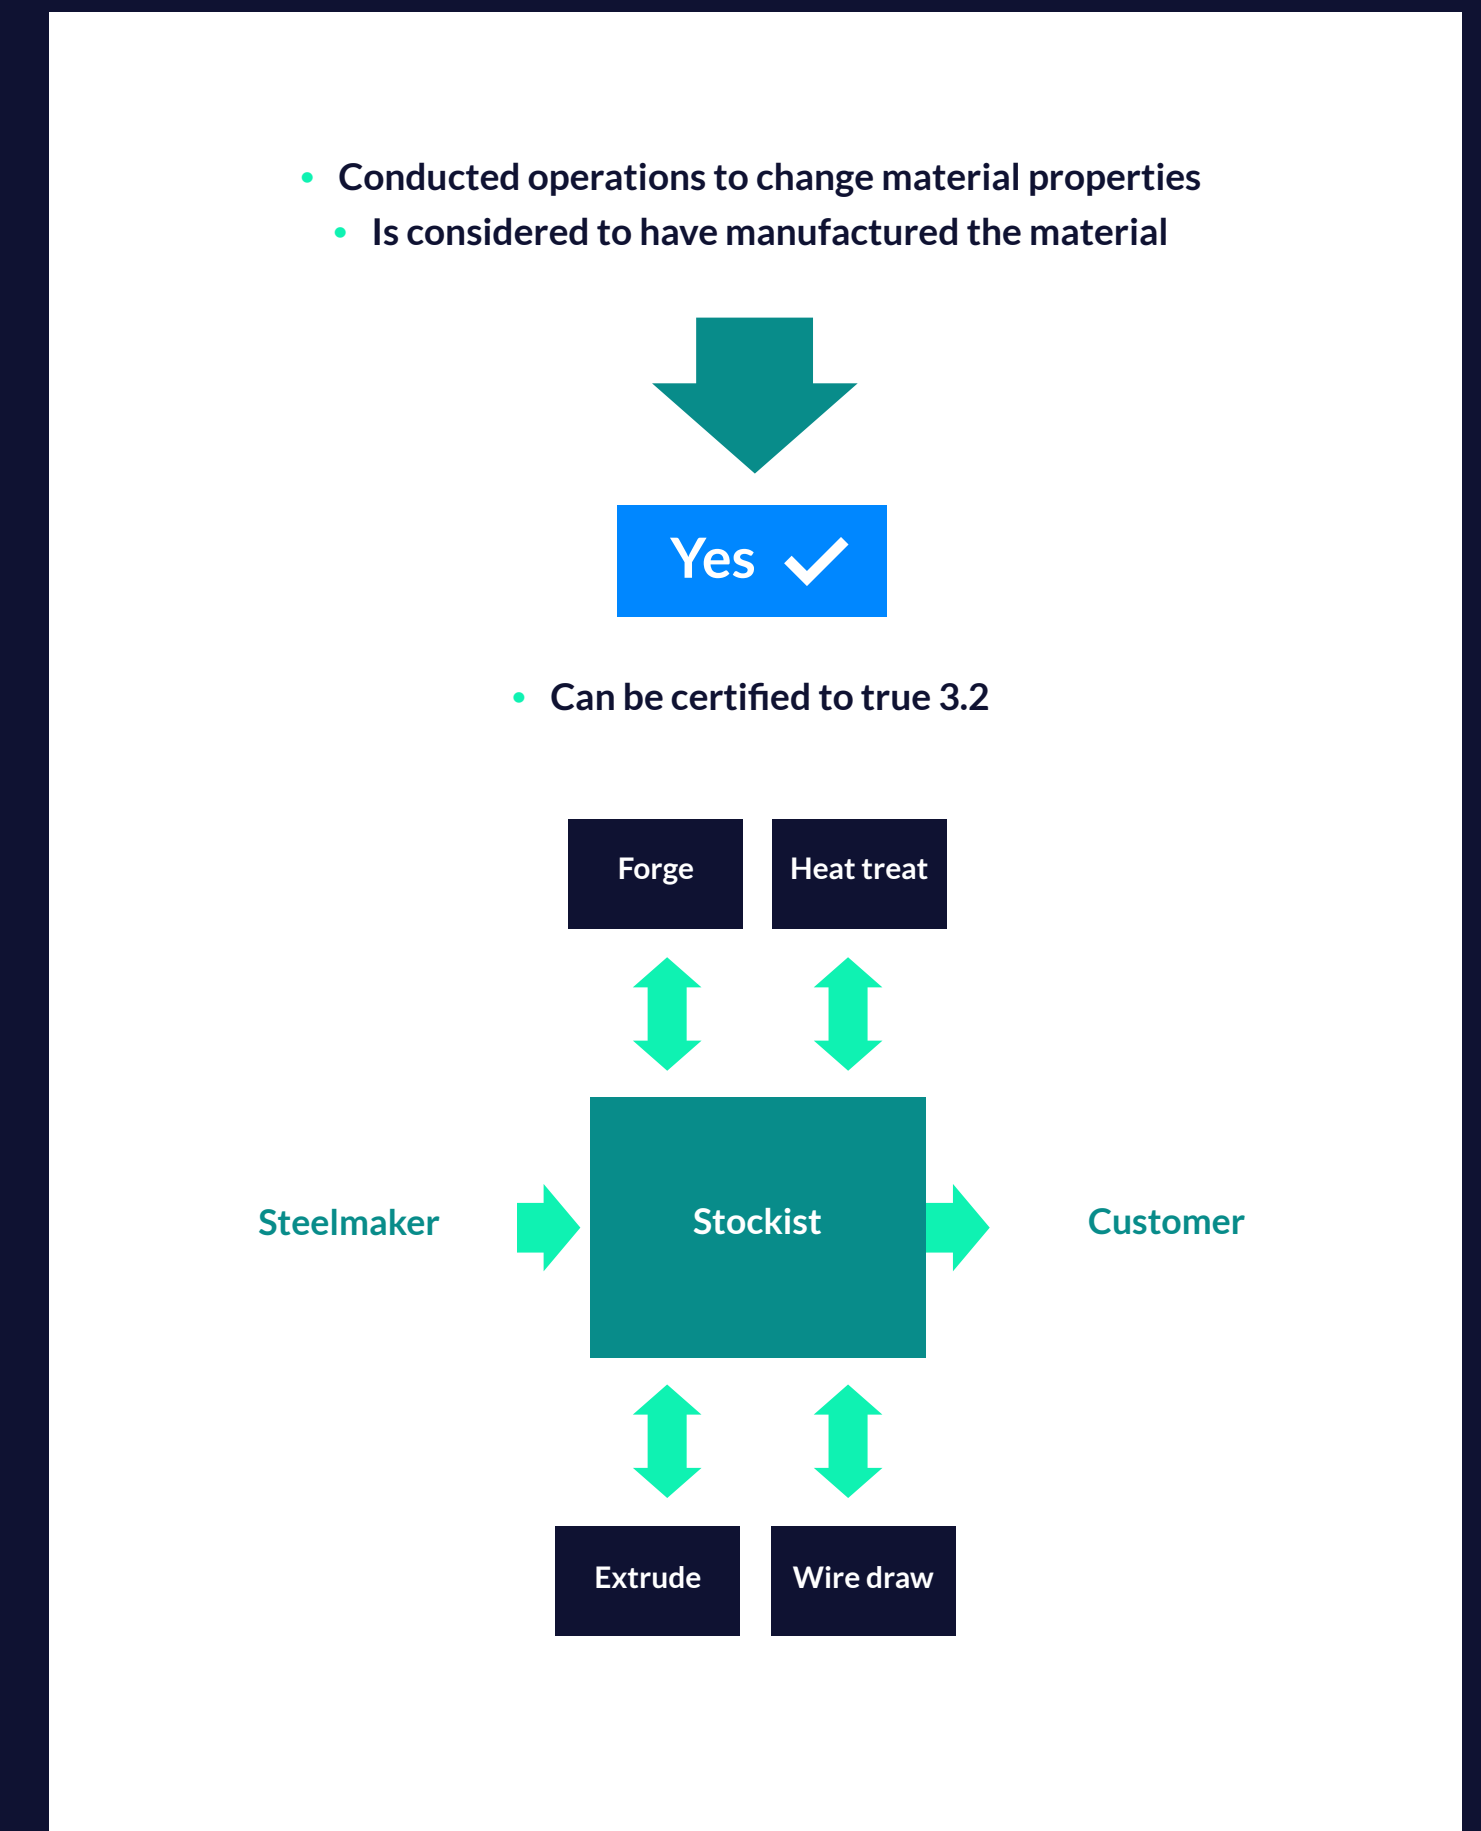 • Conducted operations to change material properties
• Is considered to have manufactured the material
Yes
• Can be certified to true 3.2
Forge
Heat treat
Steelmaker
Stockist
Customer
Extrude
Wire draw